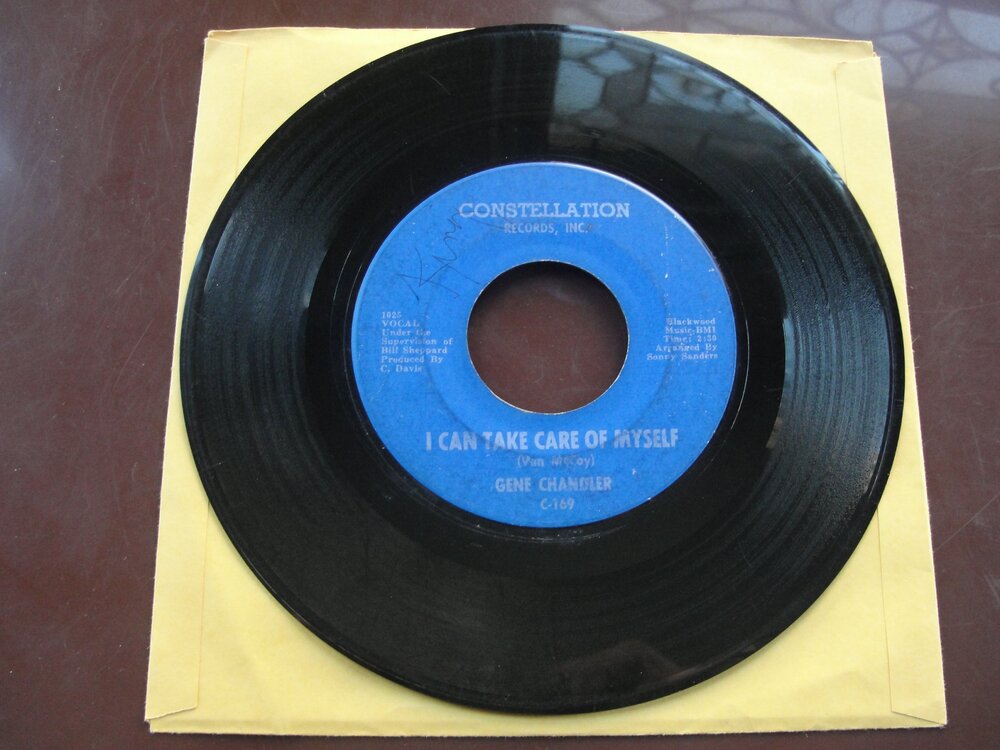 CONSTELLATION
RECORDS, INC.
1025
VOCAL
Under the
Supervision of
Bill Sheppard
Produced By
C. Davis
Blackwood
Music-BMI
Time: 2:30
Arranged By
Sonny Sanders
I CAN TAKE CARE OF MYSELF
(Van McCoy)
GENE CHANDLER
C-169